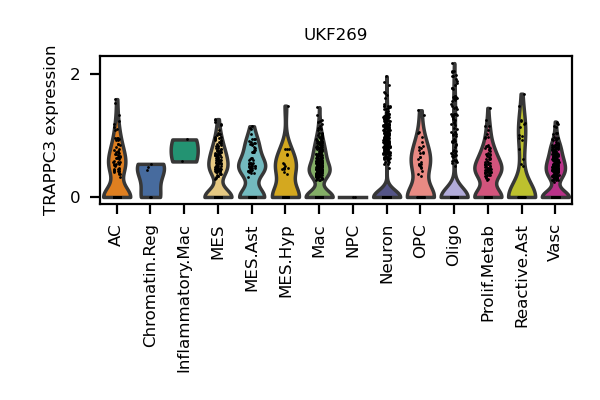 UKF269
TRAPPC3 expression
2
0
AC
Chromatin.Reg
Inflammatory.Mac
MES
MES.Ast
MES.Hyp
Mac
NPC
Neuron
OPC
Oligo
Prolif.Metab
Reactive.Ast
Vasc